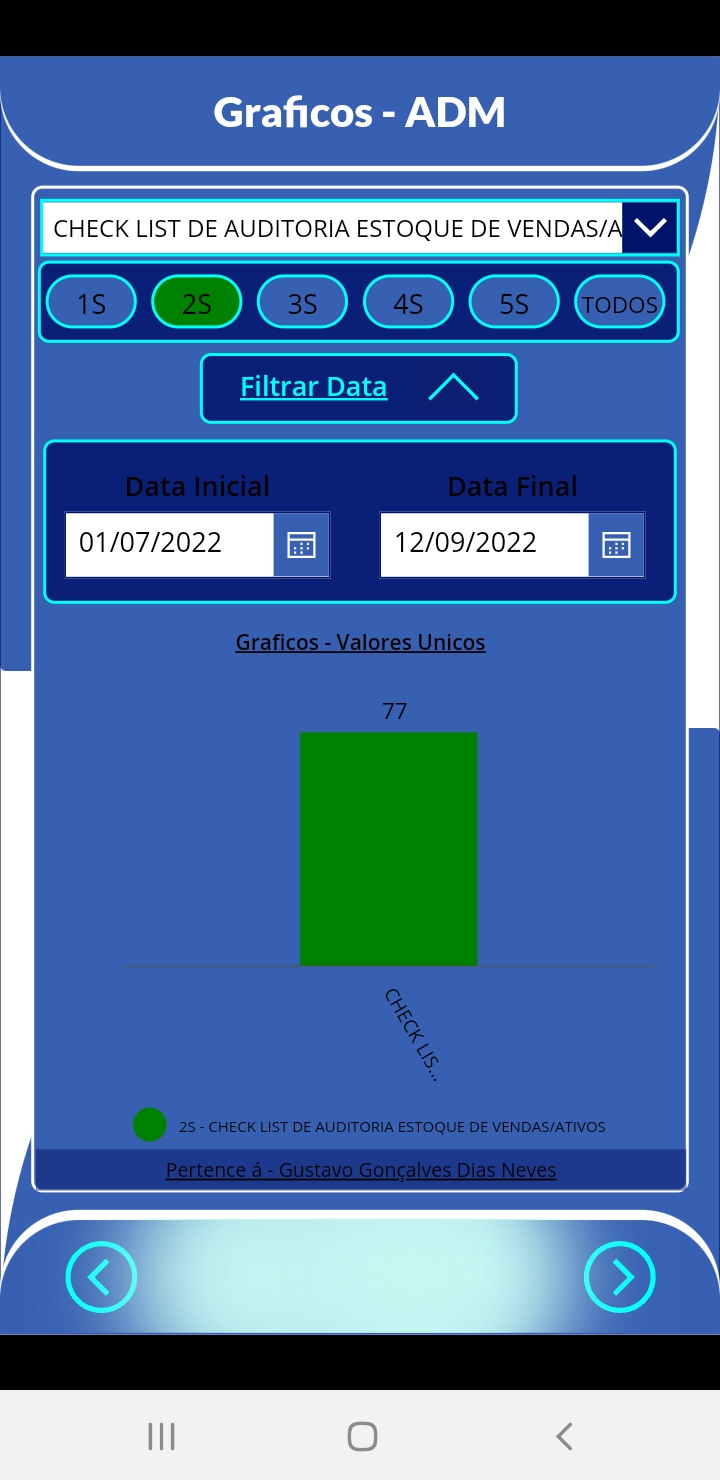 Graficos - ADM
CHECK LIST DE AUDITORIA ESTOQUE DE VENDAS/A
1S 2S 3S 4S 5S TODOS
Filtrar Data
Data Inicial Data Final
01/07/2022 12/09/2022
Graficos - Valores Unicos
77
CHECK LIS...
2S - CHECK LIST DE AUDITORIA ESTOQUE DE VENDAS/ATIVOS
Pertence á - Gustavo Gonçalves Dias Neves